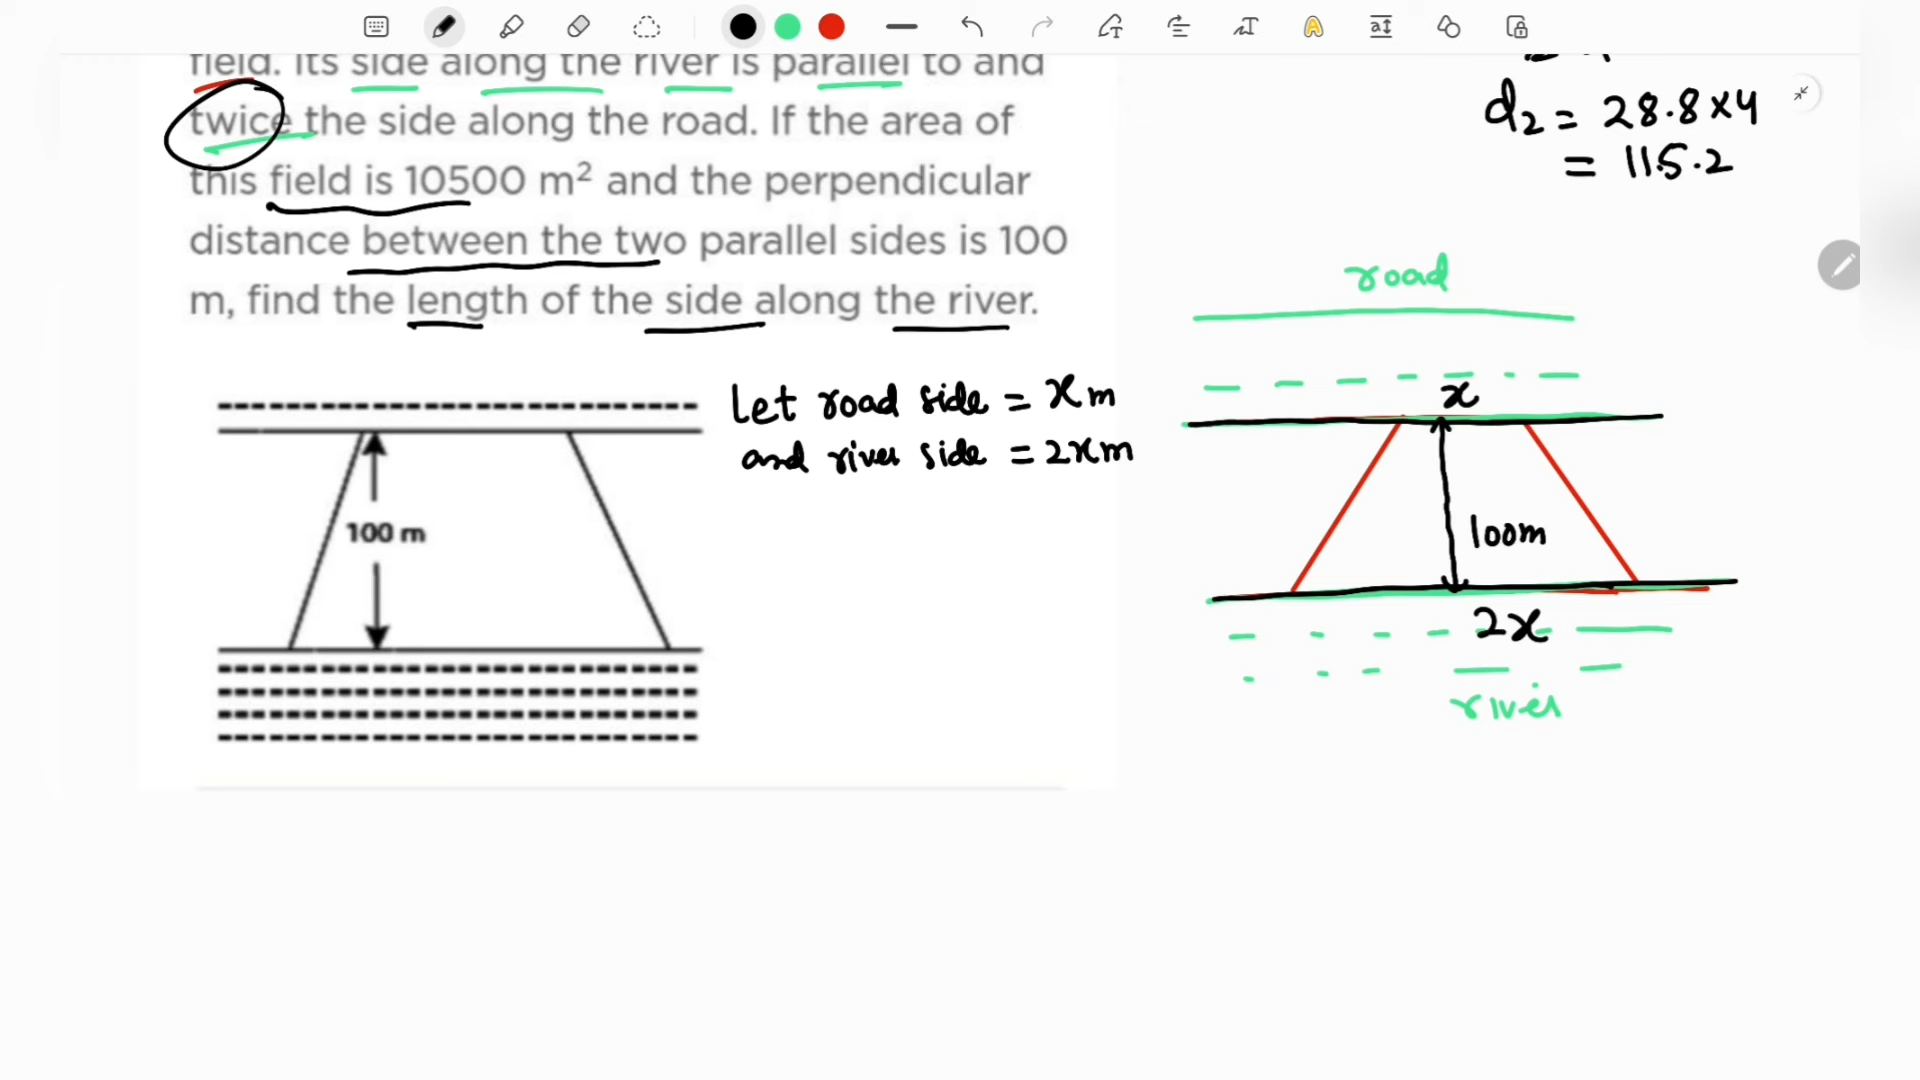 field. Its side along the river is parallel to and
twice the side along the road. If the area of
this field is 10500 m² and the perpendicular
distance between the two parallel sides is 100
m, find the length of the side along the river.
d₂ = 28.8×4
= 115.2
road
Let road side = x m
and river side = 2x m
100 m
x
100m
2x
river